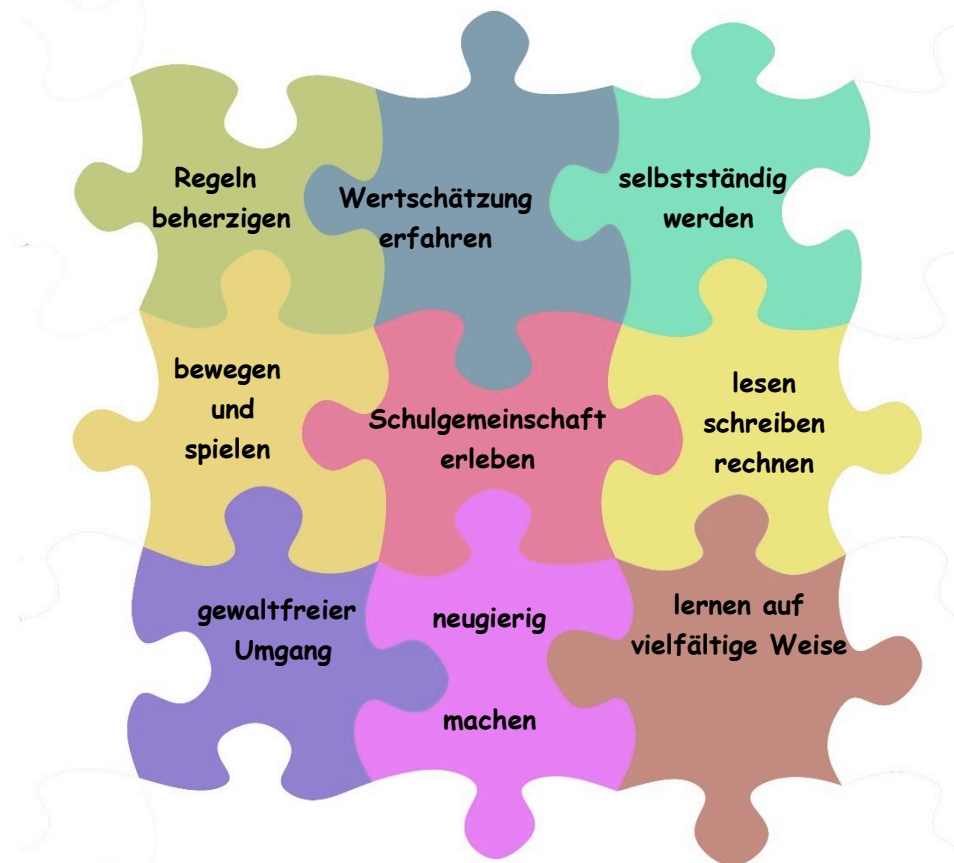 Regeln
beherzigen
Wertschätzung
erfahren
selbstständig
werden
bewegen
und
spielen
Schulgemeinschaft
erleben
lesen
schreiben
rechnen
gewaltfreier
Umgang
neugierig
machen
lernen auf
vielfältige Weise